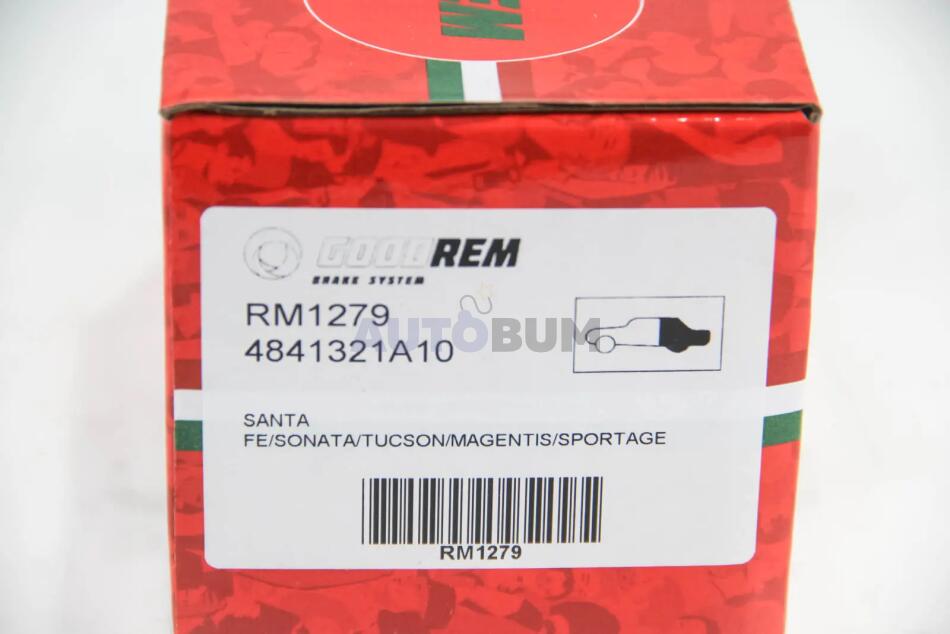 GOODREM
BRAKE SYSTEM
RM1279
AUTOBUM
4841321A10
SANTA
FE/SONATA/TUCSON/MAGENTIS/SPORTAGE
RM1279